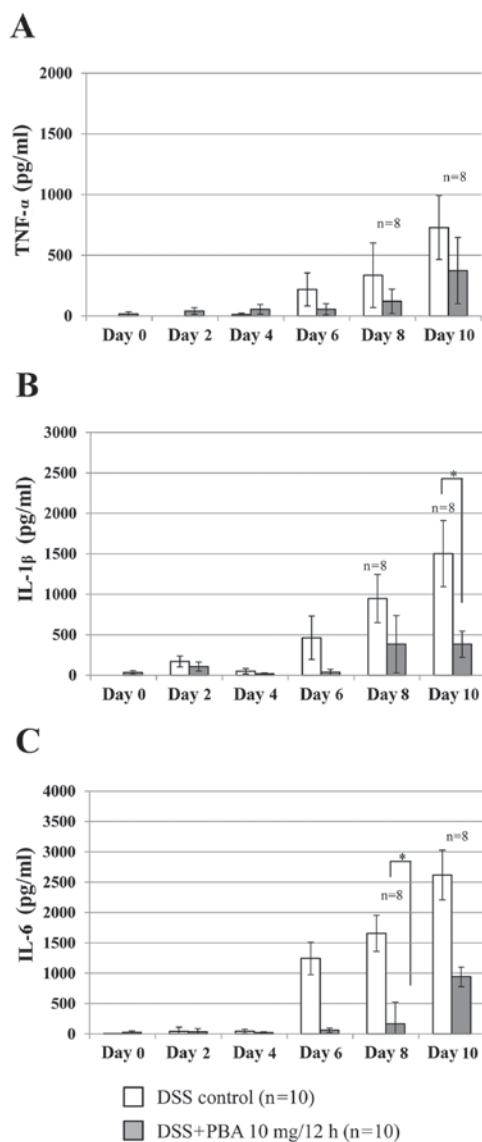 A
TNF-α (pg/ml)
2000
1500
1000
500
0
n=8
n=8
Day 0 Day 2 Day 4 Day 6 Day 8 Day 10
B
IL-1β (pg/ml)
3000
2500
2000
1500
1000
500
0
*
n=8
n=8
Day 0 Day 2 Day 4 Day 6 Day 8 Day 10
C
IL-6 (pg/ml)
4000
3500
3000
2500
2000
1500
1000
500
0
n=8
*
n=8
Day 0 Day 2 Day 4 Day 6 Day 8 Day 10
DSS control (n=10)
DSS+PBA 10 mg/12 h (n=10)